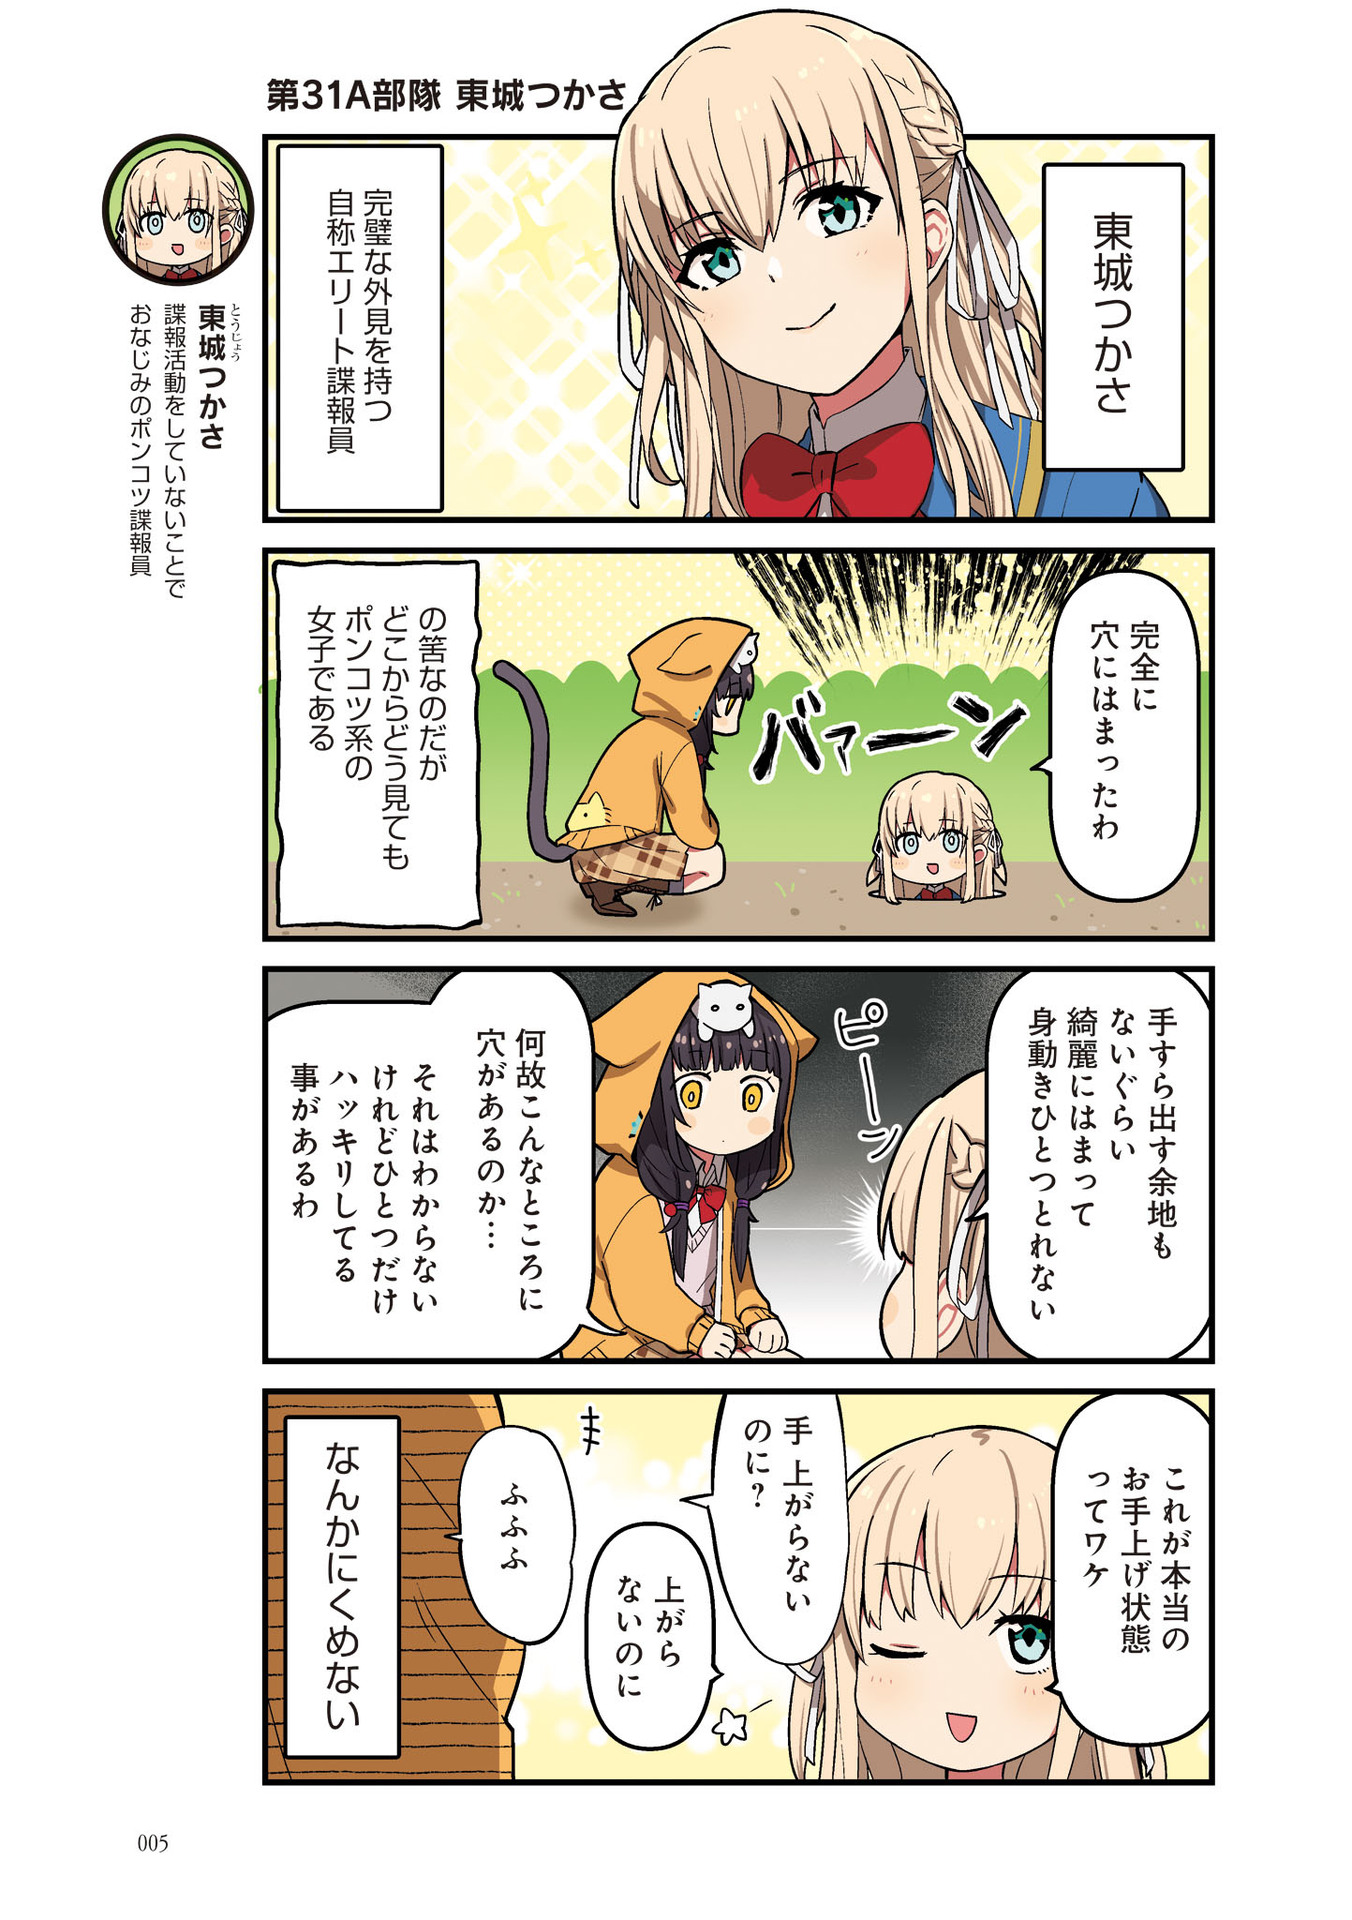 第31A部隊 東城つかさ
とうじょう
東城つかさ
諜報活動をしていないことで
おなじみのポンコツ諜報員
東城つかさ
完璧な外見を持つ
自称エリート諜報員
完全に
穴にはまったわ
バァーン
の筈なのだが
どこからどう見ても
ポンコツ系の
女子である
手すら出す余地も
ないぐらい
綺麗にはまって
身動きひとつとれない
ピーン
何故こんなところに
穴があるのか…
それはわからない
けれどひとつだけ
ハッキリしてる
事があるわ
これが本当の
お手上げ状態
ってワケ
手 上がらない
のに?
上がら
ないのに
ふふふ
なんかにくめない
005